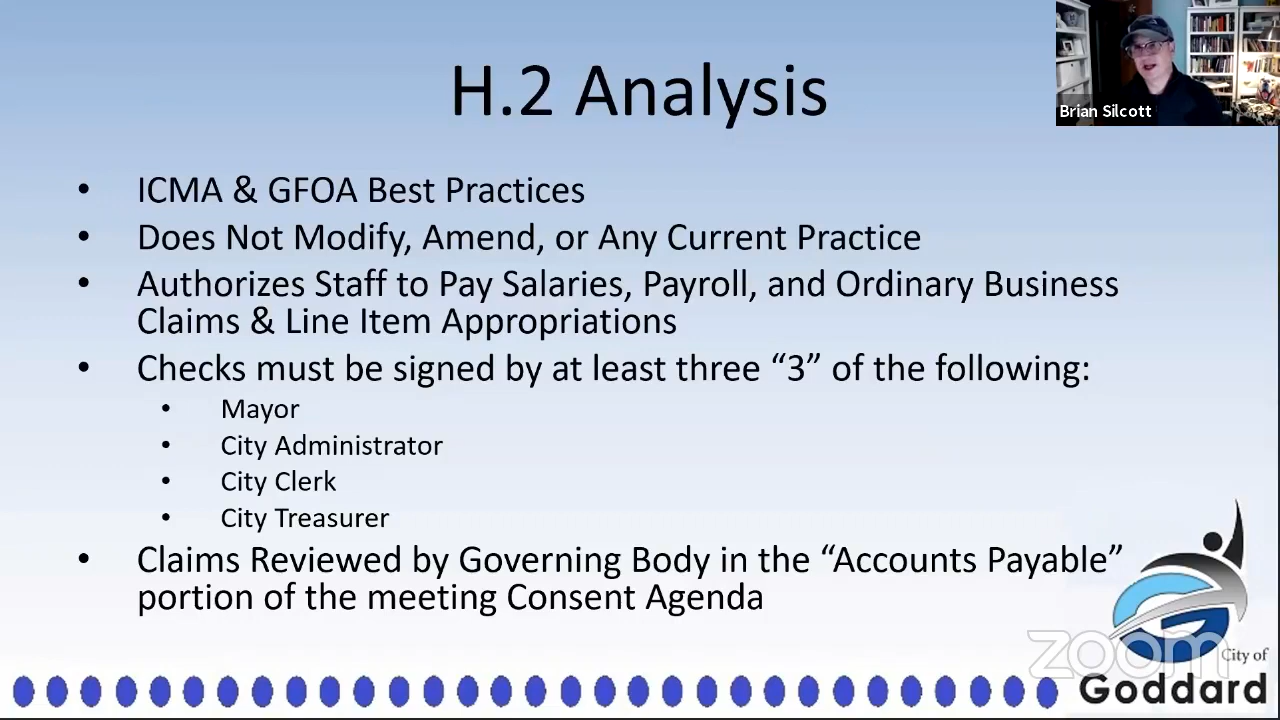 H.2 Analysis
Brian Silcott
• ICMA & GFOA Best Practices
• Does Not Modify, Amend, or Any Current Practice
• Authorizes Staff to Pay Salaries, Payroll, and Ordinary Business
Claims & Line Item Appropriations
• Checks must be signed by at least three “3” of the following:
• Mayor
• City Administrator
• City Clerk
• City Treasurer
• Claims Reviewed by Governing Body in the “Accounts Payable”
portion of the meeting Consent Agenda
zoom
City of
Goddard